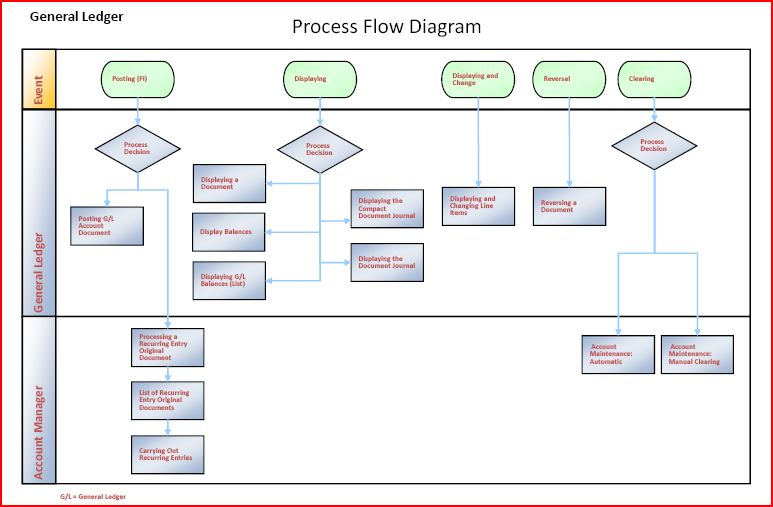 General Ledger
Process Flow Diagram
Event
Posting (FI)
Displaying
Displaying and
Change
Reversal
Clearing
General Ledger
Process
Decision
Process
Decision
Process
Decision
Displaying a
Document
Posting G/L
Account
Document
Display Balances
Displaying the
Compact
Document Journal
Displaying and
Changing Line
Items
Reversing a
Document
Displaying G/L
Balances (List)
Displaying the
Document Journal
Account Manager
Processing a
Recurring Entry
Original
Document
Account
Maintenance:
Automatic
Account
Maintenance:
Manual Clearing
List of Recurring
Entry Original
Documents
Carrying Out
Recurring Entries
G/L = General Ledger